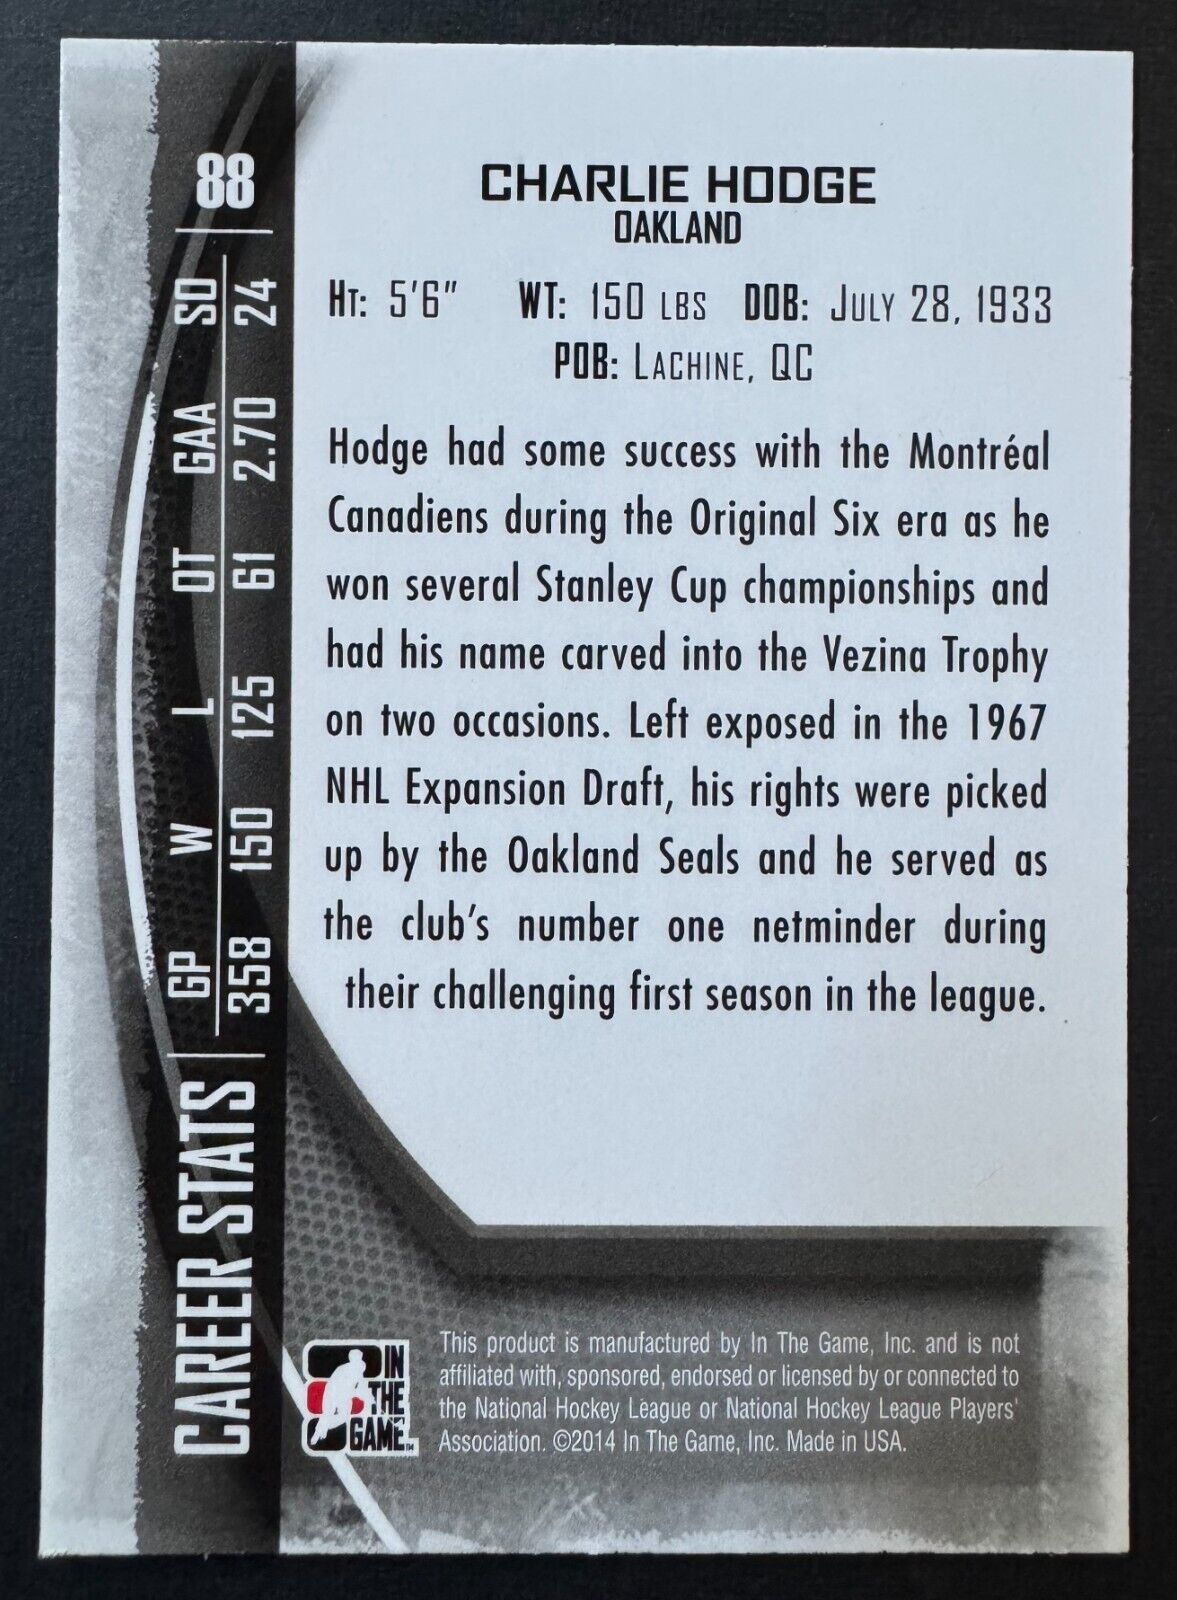 88
CHARLIE HODGE
OAKLAND
HT: 5'6" WT: 150 LBS DOB: JULY 28, 1933
POB: LACHINE, QC
Hodge had some success with the Montréal
Canadiens during the Original Six era as he
won several Stanley Cup championships and
had his name carved into the Vezina Trophy
on two occasions. Left exposed in the 1967
NHL Expansion Draft, his rights were picked
up by the Oakland Seals and he served as
the club's number one netminder during
their challenging first season in the league.
CAREER STATS
GP W L OT GAA SO
358 150 125 61 2.70 24
IN
THE
GAME TM
This product is manufactured by In The Game, Inc. and is not
affiliated with, sponsored, endorsed or licensed by or connected to
the National Hockey League or National Hockey League Players'
Association. ©2014 In The Game, Inc. Made in USA.